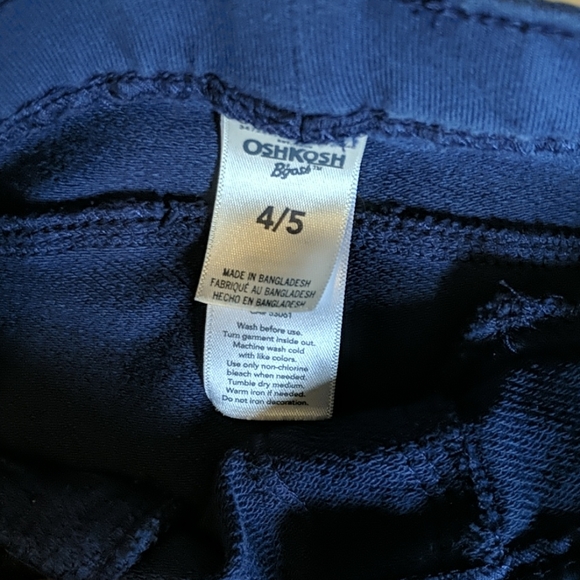 OSHKOSH
B'gosh™
4/5
MADE IN BANGLADESH
FABRIQUÉ AU BANGLADESH
HECHO EN BANGLADESH
Wash before use.
Turn garment inside out.
Machine wash cold
with like colors.
Use only non-chlorine
bleach when needed.
Tumble dry medium.
Warm iron if needed.
Do not iron decoration.